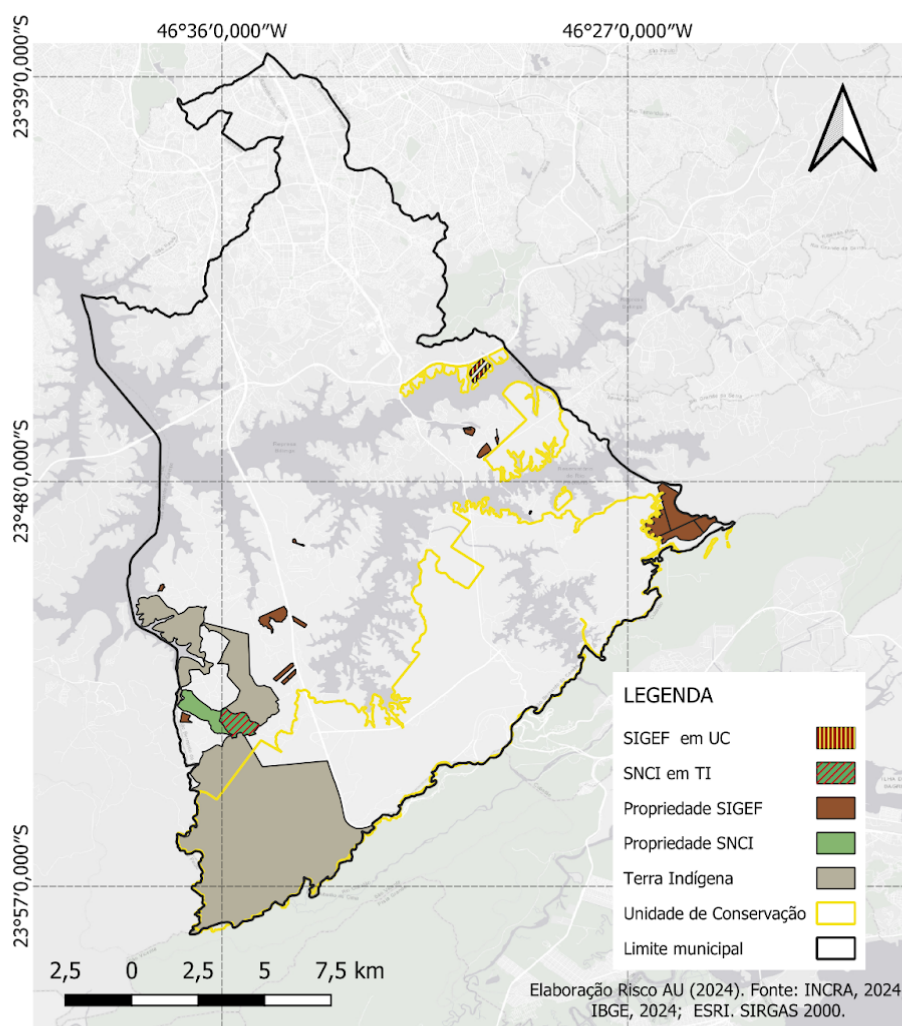 46°36'0,000"W
46°27'0,000"W
23°39'0,000"S
23°48'0,000"S
23°57'0,000"S
LEGENDA
SIGEF em UC
SNCI em TI
Propriedade SIGEF
Propriedade SNCI
Terra Indígena
Unidade de Conservação
Limite municipal
2,5 0 2,5 5 7,5 km
Elaboração Risco AU (2024). Fonte: INCRA, 2024
IBGE, 2024; ESRI. SIRGAS 2000.